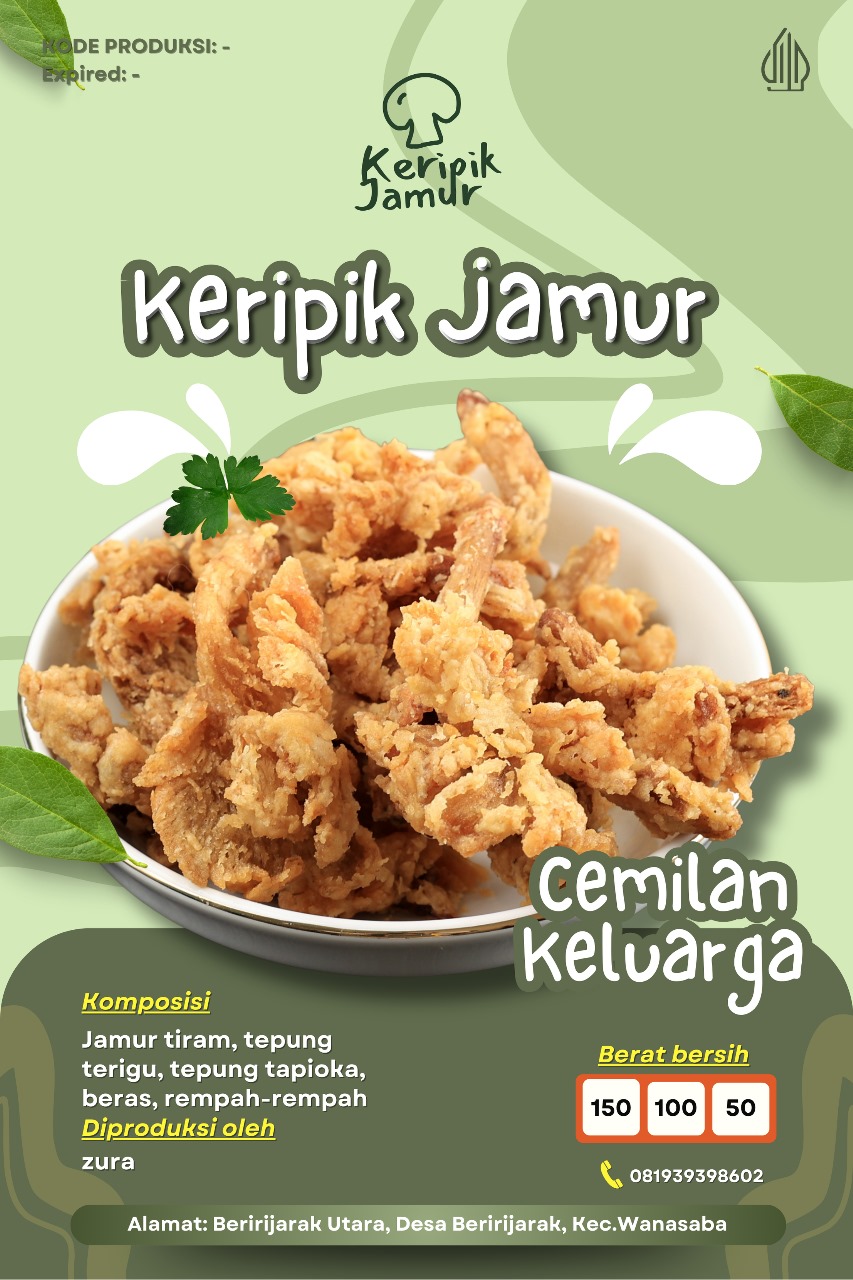 KODE PRODUKSI: -
Expired: -
Keripik
Jamur
Keripik Jamur
Cemilan
Keluarga
Komposisi
Jamur tiram, tepung
terigu, tepung tapioka,
beras, rempah-rempah
Diproduksi oleh
zura
Berat bersih
150 100 50
081939398602
Alamat: Beririjarak Utara, Desa Beririjarak, Kec.Wanasaba